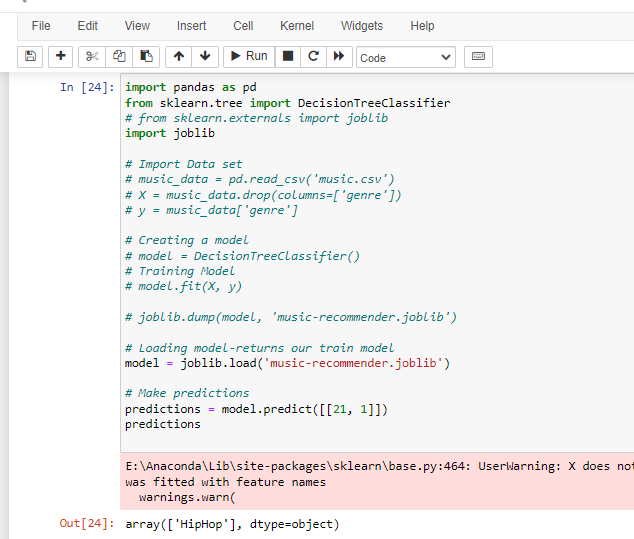 File Edit View Insert Cell Kernel Widgets Help
Run Code
In [24]: import pandas as pd
from sklearn.tree import DecisionTreeClassifier
# from sklearn.externals import joblib
import joblib
# Import Data set
# music_data = pd.read_csv('music.csv')
# X = music_data.drop(columns=['genre'])
# y = music_data['genre']
# Creating a model
# model = DecisionTreeClassifier()
# Training Model
# model.fit(X, y)
# joblib.dump(model, 'music-recommender.joblib')
# Loading model-returns our train model
model = joblib.load('music-recommender.joblib')
# Make predictions
predictions = model.predict([[21, 1]])
predictions
E:\Anaconda\Lib\site-packages\sklearn\base.py:464: UserWarning: X does not
was fitted with feature names
warnings.warn(
Out[24]: array(['HipHop'], dtype=object)